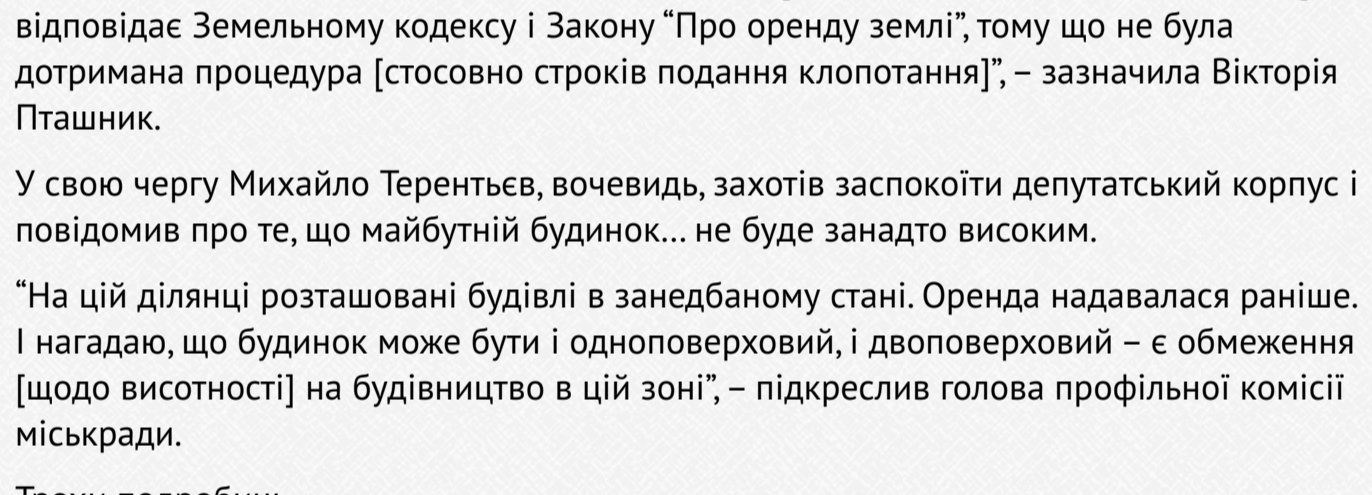 відповідає Земельному кодексу і Закону “Про оренду землі”, тому що не була
дотримана процедура [стосовно строків подання клопотання]”, – зазначила Вікторія
Пташник.
У свою чергу Михайло Терентьєв, вочевидь, захотів заспокоїти депутатський корпус і
повідомив про те, що майбутній будинок... не буде занадто високим.
“На цій ділянці розташовані будівлі в занедбаному стані. Оренда надавалася раніше.
І нагадаю, що будинок може бути і одноповерховий, і двоповерховий – є обмеження
[щодо висотності] на будівництво в цій зоні”, – підкреслив голова профільної комісії
міськради.